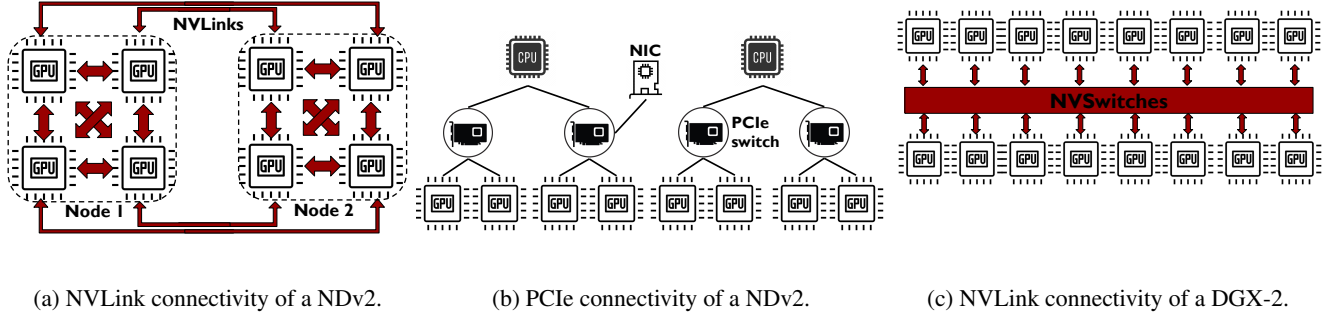 NVLinks
GPU GPU GPU GPU
GPU GPU GPU GPU
Node 1 Node 2
(a) NVLink connectivity of a NDv2.
CPU NIC CPU
PCIe
switch
GPU GPU GPU GPU GPU GPU GPU GPU
(b) PCIe connectivity of a NDv2.
GPU GPU GPU GPU GPU GPU GPU GPU
NVSwitches
GPU GPU GPU GPU GPU GPU GPU GPU
(c) NVLink connectivity of a DGX-2.